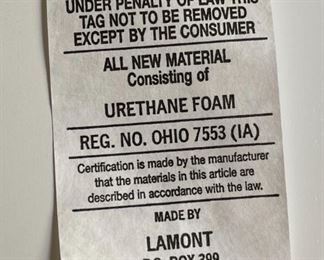 UNDER PENALTY OF LAW THIS
TAG NOT TO BE REMOVED
EXCEPT BY THE CONSUMER
ALL NEW MATERIAL
Consisting of
URETHANE FOAM
REG. NO. OHIO 7553 (IA)
Certification is made by the manufacturer
that the materials in this article are
described in accordance with the law.
MADE BY
LAMONT
P.O. BOX 399